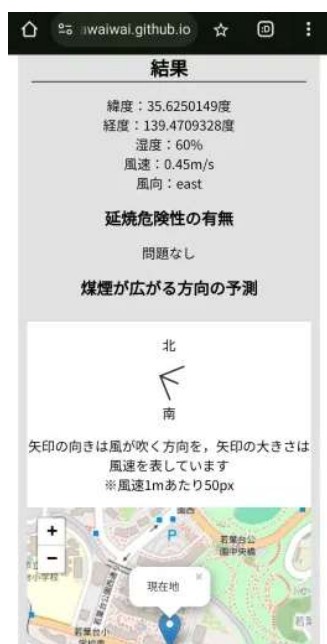 waiwai.github.io
:D
結果
緯度：35.6250149度
経度：139.4709328度
湿度：60%
風速：0.45m/s
風向：east
延焼危険性の有無
問題なし
煤煙が広がる方向の予測
北
南
矢印の向きは風が吹く方向を，矢印の大きさは
風速を表しています
※風速1mあたり50px
+
−
P
若葉台公
園中央橋
現在地
×
若葉台小